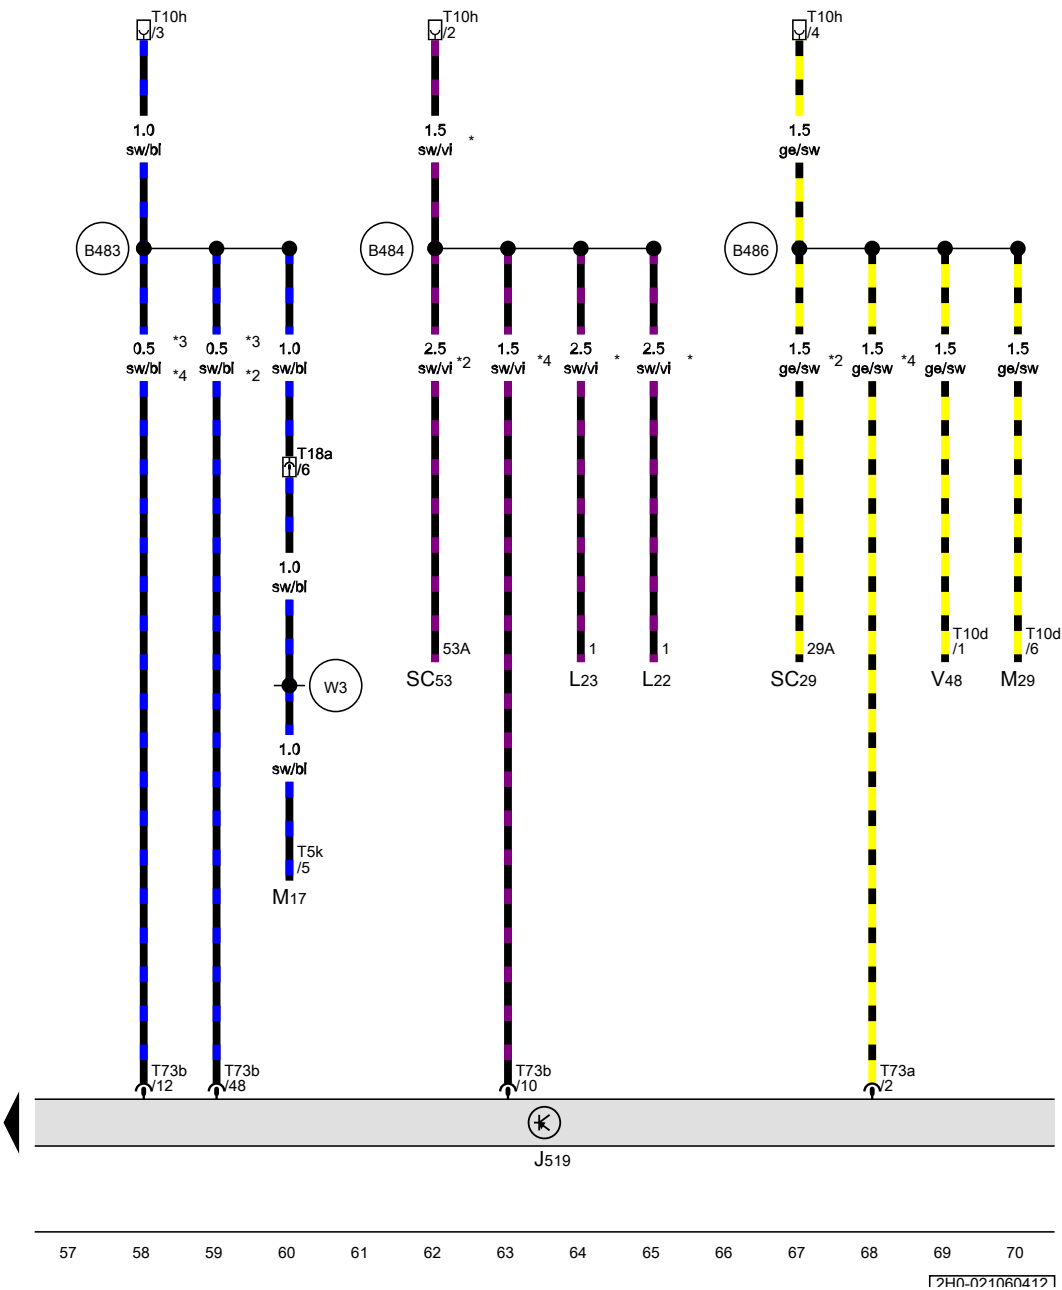 T10h
/3
T10h
/2
T10h
/4
1.0
sw/bl
1.5
sw/vi
*
1.5
ge/sw
B483
B484
B486
0.5
sw/bl
*3
*4
0.5
sw/bl
*3
*2
1.0
sw/bl
2.5
sw/vi
*2
1.5
sw/vi
*4
2.5
sw/vi
*
2.5
sw/vi
*
1.5
ge/sw
*2
1.5
ge/sw
*4
1.5
ge/sw
1.5
ge/sw
T18a
/6
1.0
sw/bl
W3
53A
SC53
1
L23
1
L22
29A
SC29
T10d
/1
V48
T10d
/6
M29
1.0
sw/bl
T5k
/5
M17
T73b
/12
T73b
/48
T73b
/10
T73a
/2
J519
57 58 59 60 61 62 63 64 65 66 67 68 69 70
2H0-021060412